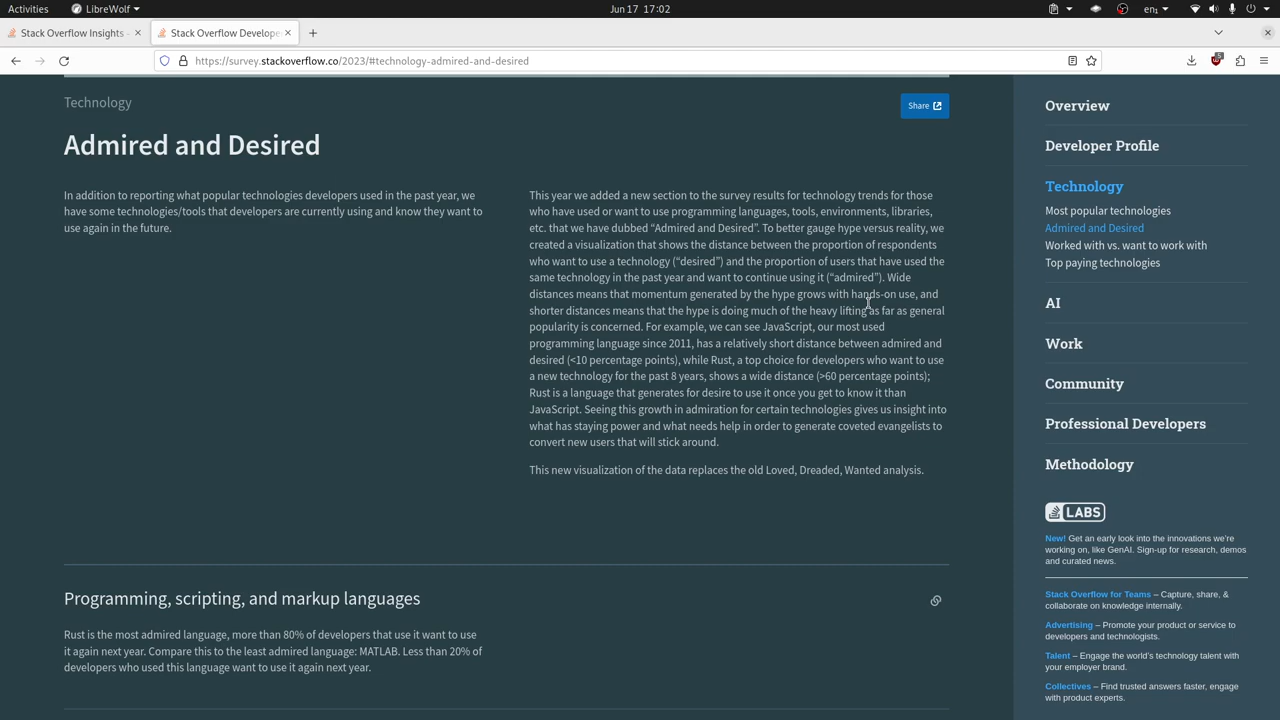 Activities
LibreWolf
Jun 17 17:02
en1
Stack Overflow Insights -
Stack Overflow Develope
https://survey.stackoverflow.co/2023/#technology-admired-and-desired
5
Technology
Share
Admired and Desired
In addition to reporting what popular technologies developers used in the past year, we
have some technologies/tools that developers are currently using and know they want to
use again in the future.
This year we added a new section to the survey results for technology trends for those
who have used or want to use programming languages, tools, environments, libraries,
etc. that we have dubbed “Admired and Desired”. To better gauge hype versus reality, we
created a visualization that shows the distance between the proportion of respondents
who want to use a technology (“desired”) and the proportion of users that have used the
same technology in the past year and want to continue using it (“admired”). Wide
distances means that momentum generated by the hype grows with hands-on use, and
shorter distances means that the hype is doing much of the heavy lifting as far as general
popularity is concerned. For example, we can see JavaScript, our most used
programming language since 2011, has a relatively short distance between admired and
desired (<10 percentage points), while Rust, a top choice for developers who want to use
a new technology for the past 8 years, shows a wide distance (>60 percentage points);
Rust is a language that generates for desire to use it once you get to know it than
JavaScript. Seeing this growth in admiration for certain technologies gives us insight into
what has staying power and what needs help in order to generate coveted evangelists to
convert new users that will stick around.
This new visualization of the data replaces the old Loved, Dreaded, Wanted analysis.
Programming, scripting, and markup languages
Rust is the most admired language, more than 80% of developers that use it want to use
it again next year. Compare this to the least admired language: MATLAB. Less than 20% of
developers who used this language want to use it again next year.
Overview
Developer Profile
Technology
Most popular technologies
Admired and Desired
Worked with vs. want to work with
Top paying technologies
AI
Work
Community
Professional Developers
Methodology
LABS
New! Get an early look into the innovations we’re
working on, like GenAI. Sign-up for research, demos
and curated news.
Stack Overflow for Teams – Capture, share, &
collaborate on knowledge internally.
Advertising – Promote your product or service to
developers and technologists.
Talent – Engage the world’s technology talent with
your employer brand.
Collectives – Find trusted answers faster, engage
with product experts.